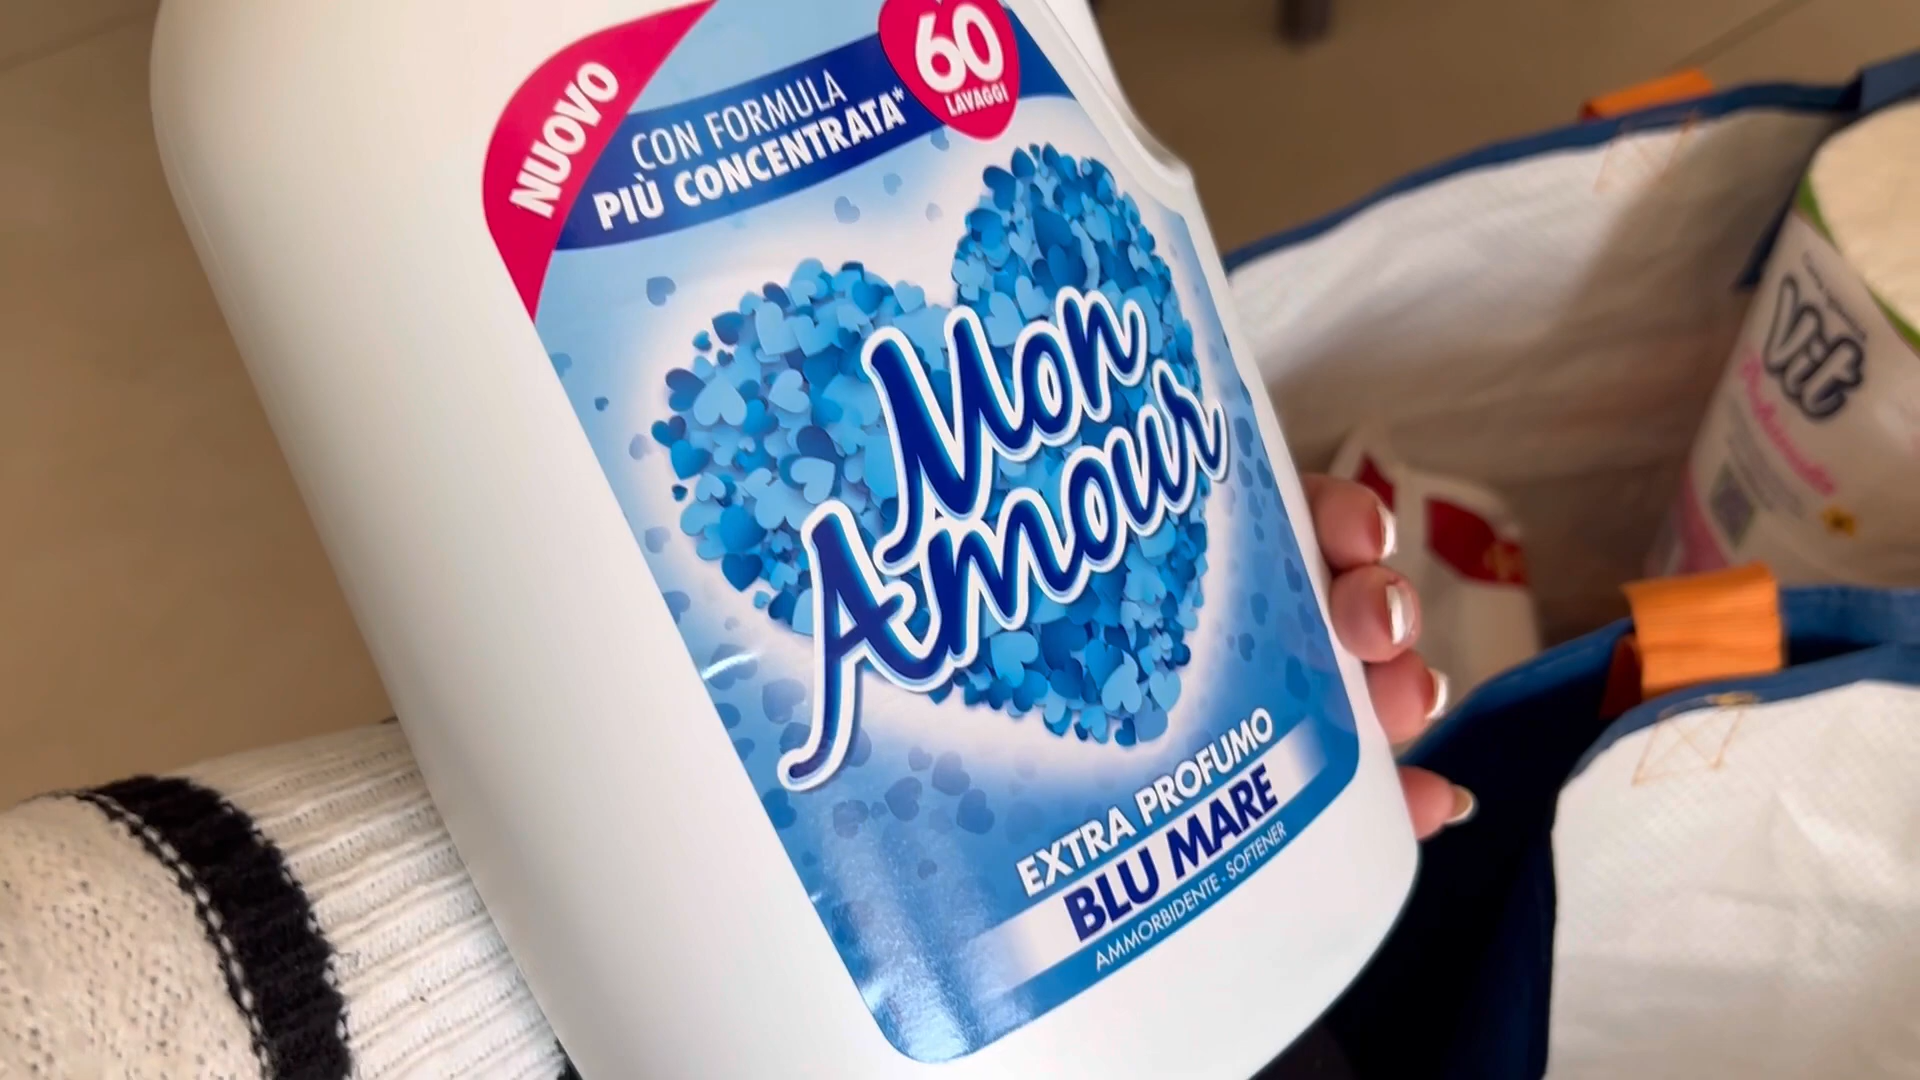 NUOVO
CON FORMULA
PIÙ CONCENTRATA*
60
LAVAGGI
Mon
Amour
EXTRA PROFUMO
BLU MARE
AMMORBIDENTE - SOFTENER
Vit